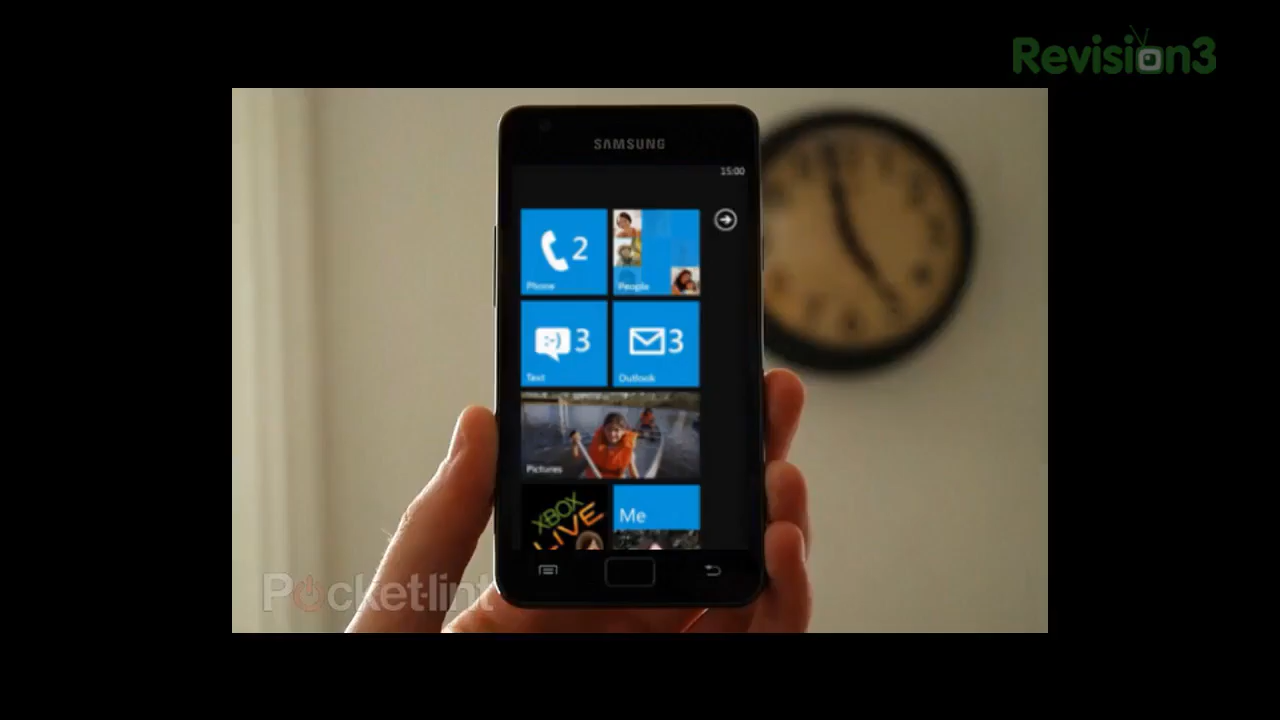 Revision3
SAMSUNG
15:00
2
Phone
People
3
Text
3
Outlook
Pictures
XBOX
LIVE
Me
Pocket-lint